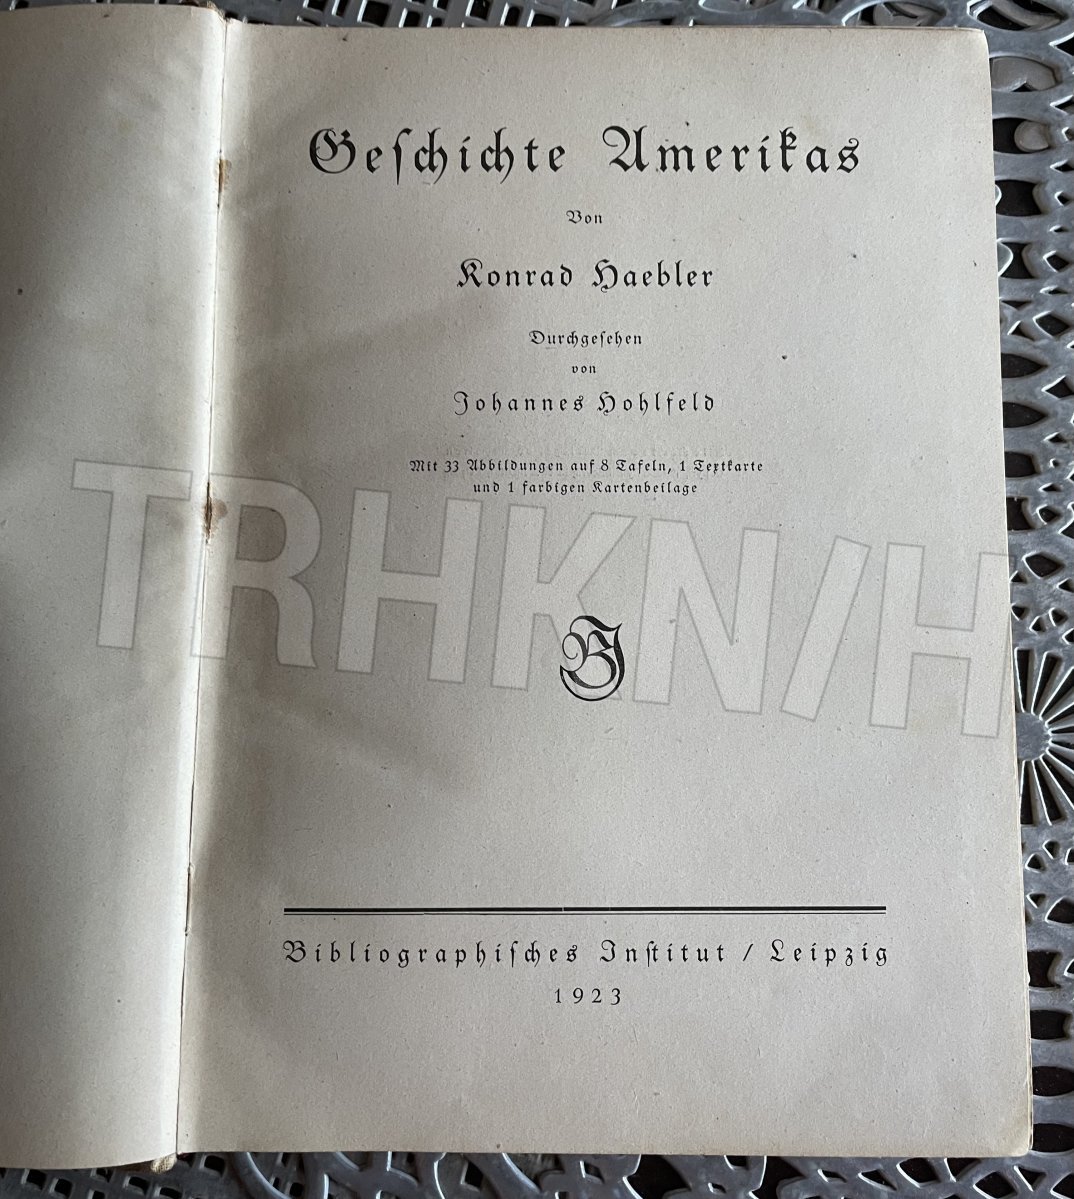 Geſchichte Amerikas
Von
Konrad Haebler
Durchgeſehen
von
Johannes Hohlfeld
Mit 33 Abbildungen auf 8 Tafeln, 1 Textkarte
und 1 farbigen Kartenbeilage
TRHKN/H
BI
Bibliographiſches Inſtitut / Leipzig
1923